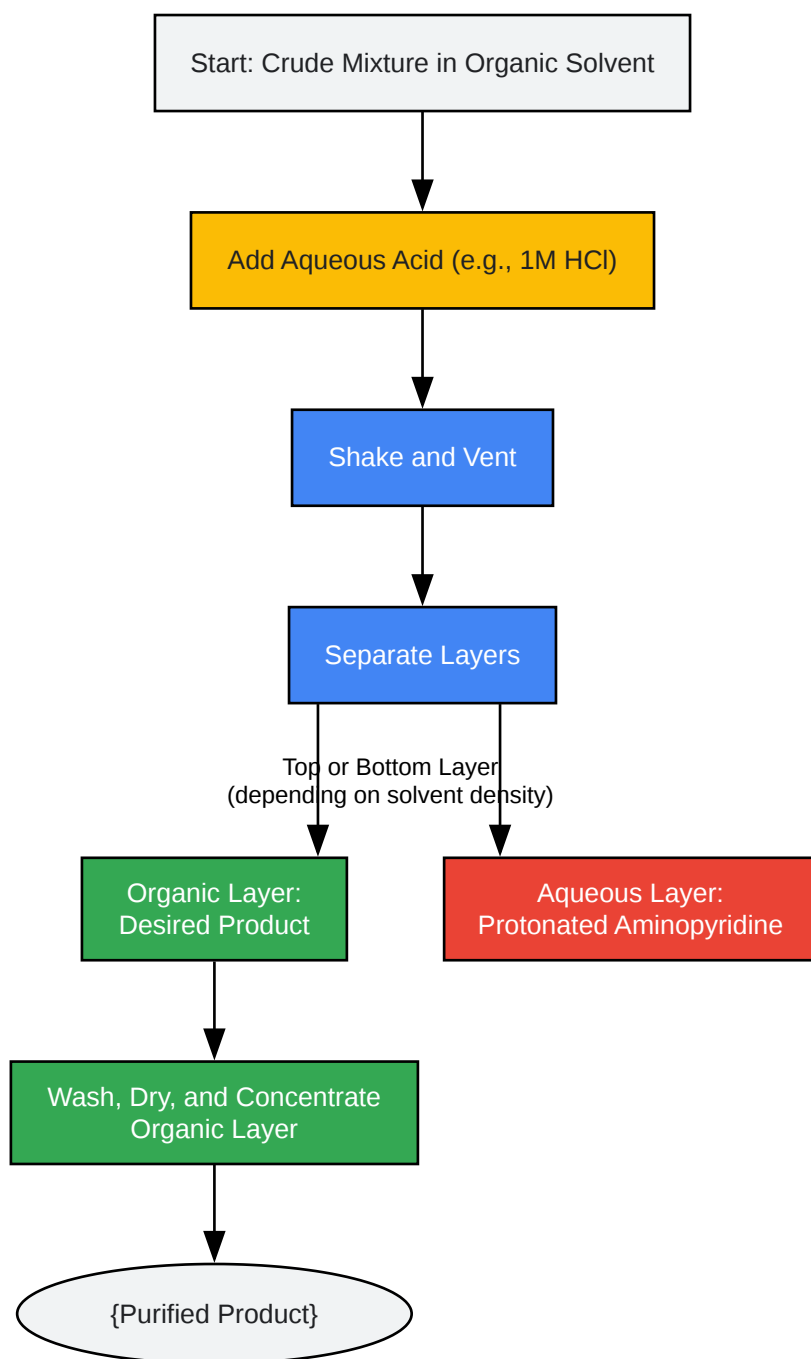 Start: Crude Mixture in Organic Solvent
Add Aqueous Acid (e.g., 1M HCl)
Shake and Vent
Separate Layers
Top or Bottom Layer
(depending on solvent density)
Organic Layer:
Desired Product
Aqueous Layer:
Protonated Aminopyridine
Wash, Dry, and Concentrate
Organic Layer
{Purified Product}